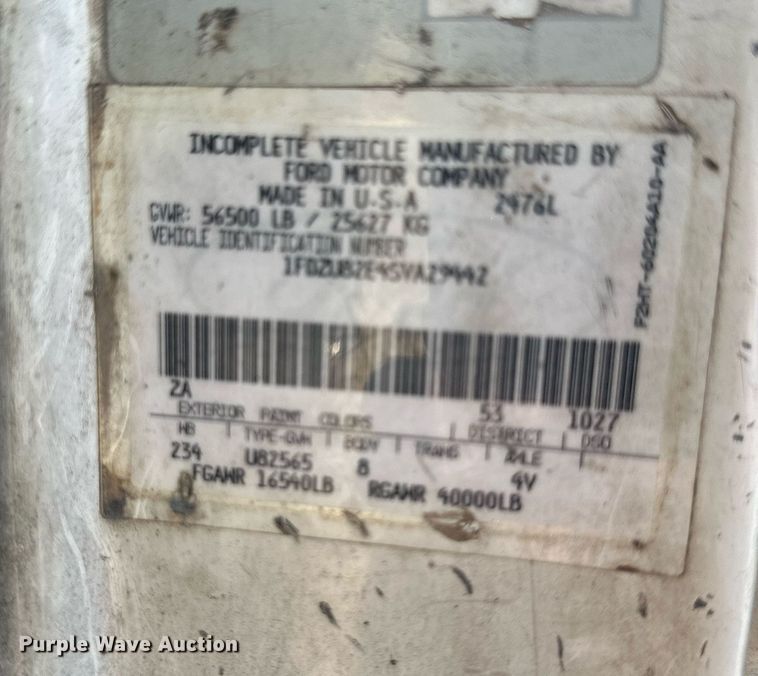 INCOMPLETE VEHICLE MANUFACTURED BY
FORD MOTOR COMPANY
MADE IN U.S.A 2476L
GVWR: 56500 LB / 25627 KG
VEHICLE IDENTIFICATION NUMBER
1FDZU82E4SVA29442
F2HT-60204A10-AA
ZA 53 1027
EXTERIOR PAINT COLORS | DISTRICT | DSO
WB | TYPE-GVW | BODY | TRANS | AXLE |
234 U82565 8 4V
FGAWR 16540LB RGAWR 40000LB
Purple Wave Auction